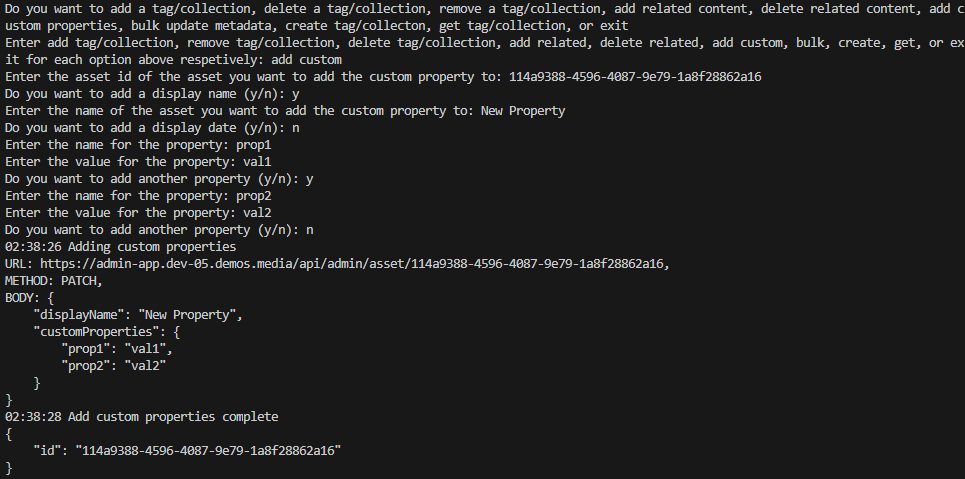 Do you want to add a tag/collection, delete a tag/collection, remove a tag/collection, add related content, delete related content, add c
ustom properties, bulk update metadata, create tag/collecton, get tag/collection, or exit
Enter add tag/collection, remove tag/collection, delete tag/collection, add related, delete related, add custom, bulk, create, get, or ex
it for each option above respetively: add custom
Enter the asset id of the asset you want to add the custom property to: 114a9388-4596-4087-9e79-1a8f28862a16
Do you want to add a display name (y/n): y
Enter the name of the asset you want to add the custom property to: New Property
Do you want to add a display date (y/n): n
Enter the name for the property: prop1
Enter the value for the property: val1
Do you want to add another property (y/n): y
Enter the name for the property: prop2
Enter the value for the property: val2
Do you want to add another property (y/n): n
02:38:26 Adding custom properties
URL: https://admin-app.dev-05.demos.media/api/admin/asset/114a9388-4596-4087-9e79-1a8f28862a16,
METHOD: PATCH,
BODY: {
    "displayName": "New Property",
    "customProperties": {
        "prop1": "val1",
        "prop2": "val2"
    }
}
02:38:28 Add custom properties complete
{
    "id": "114a9388-4596-4087-9e79-1a8f28862a16"
}